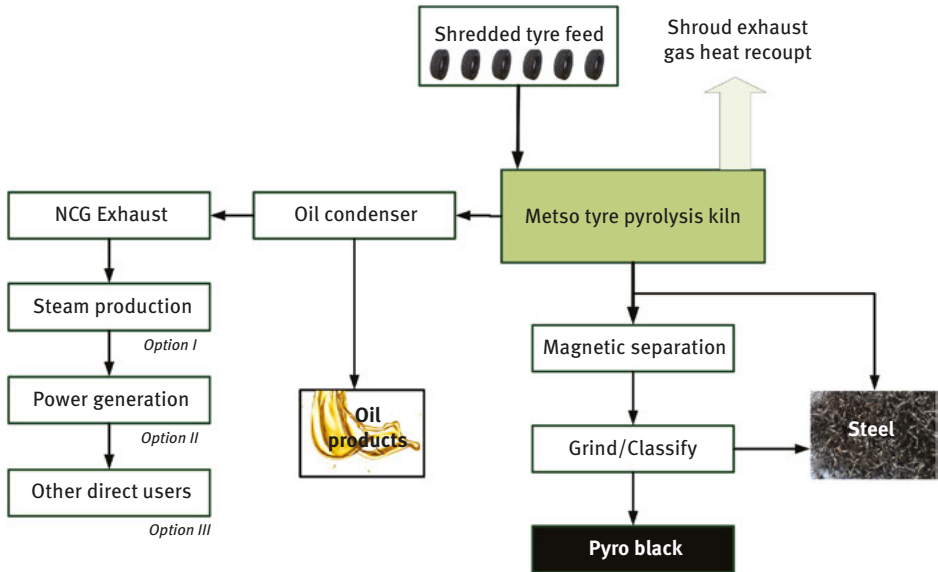 Shredded tyre feed
Shroud exhaust
gas heat recoupt
NCG Exhaust
Oil condenser
Metso tyre pyrolysis kiln
Steam production
Option I
Magnetic separation
Power generation
Option II
Oil
products
Grind/Classify
Steel
Other direct users
Option III
Pyro black